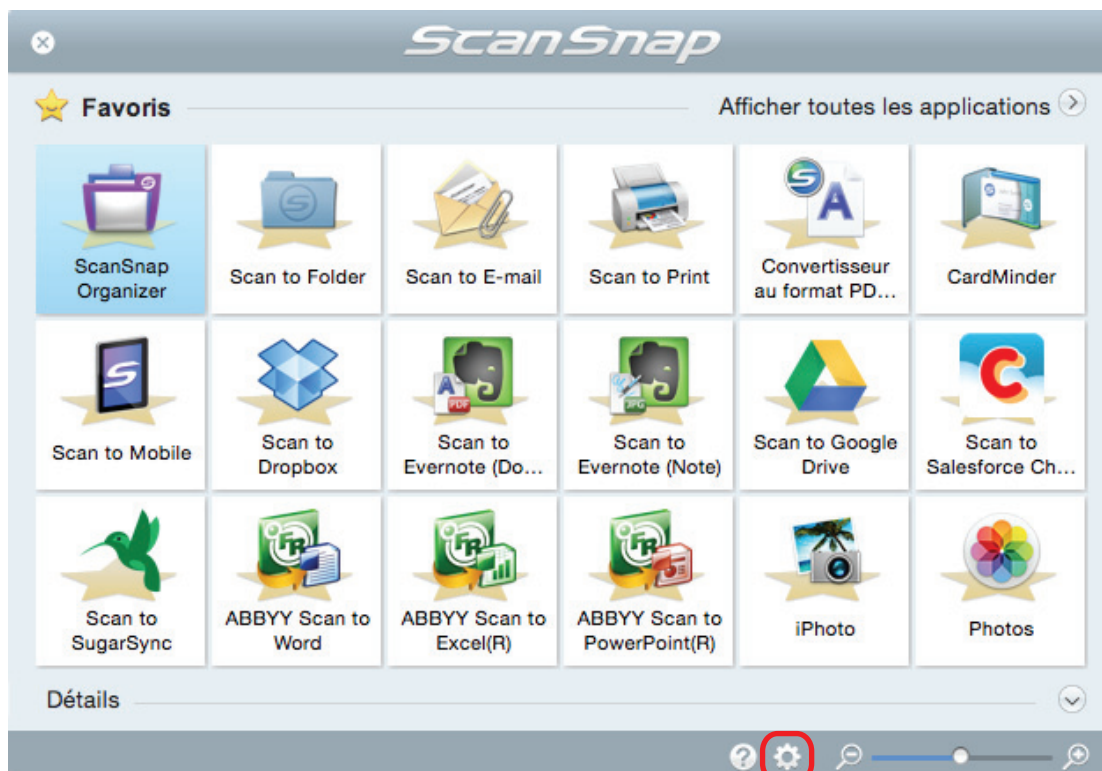 ScanSnap
Favoris
Afficher toutes les applications
ScanSnap
Organizer
Scan to Folder
Scan to E-mail
Scan to Print
Convertisseur
au format PD...
CardMinder
Scan to Mobile
Scan to
Dropbox
Scan to
Evernote (Do...
Scan to
Evernote (Note)
Scan to Google
Drive
Scan to
Salesforce Ch...
Scan to
SugarSync
ABBYY Scan to
Word
ABBYY Scan to
Excel(R)
ABBYY Scan to
PowerPoint(R)
iPhoto
Photos
Détails